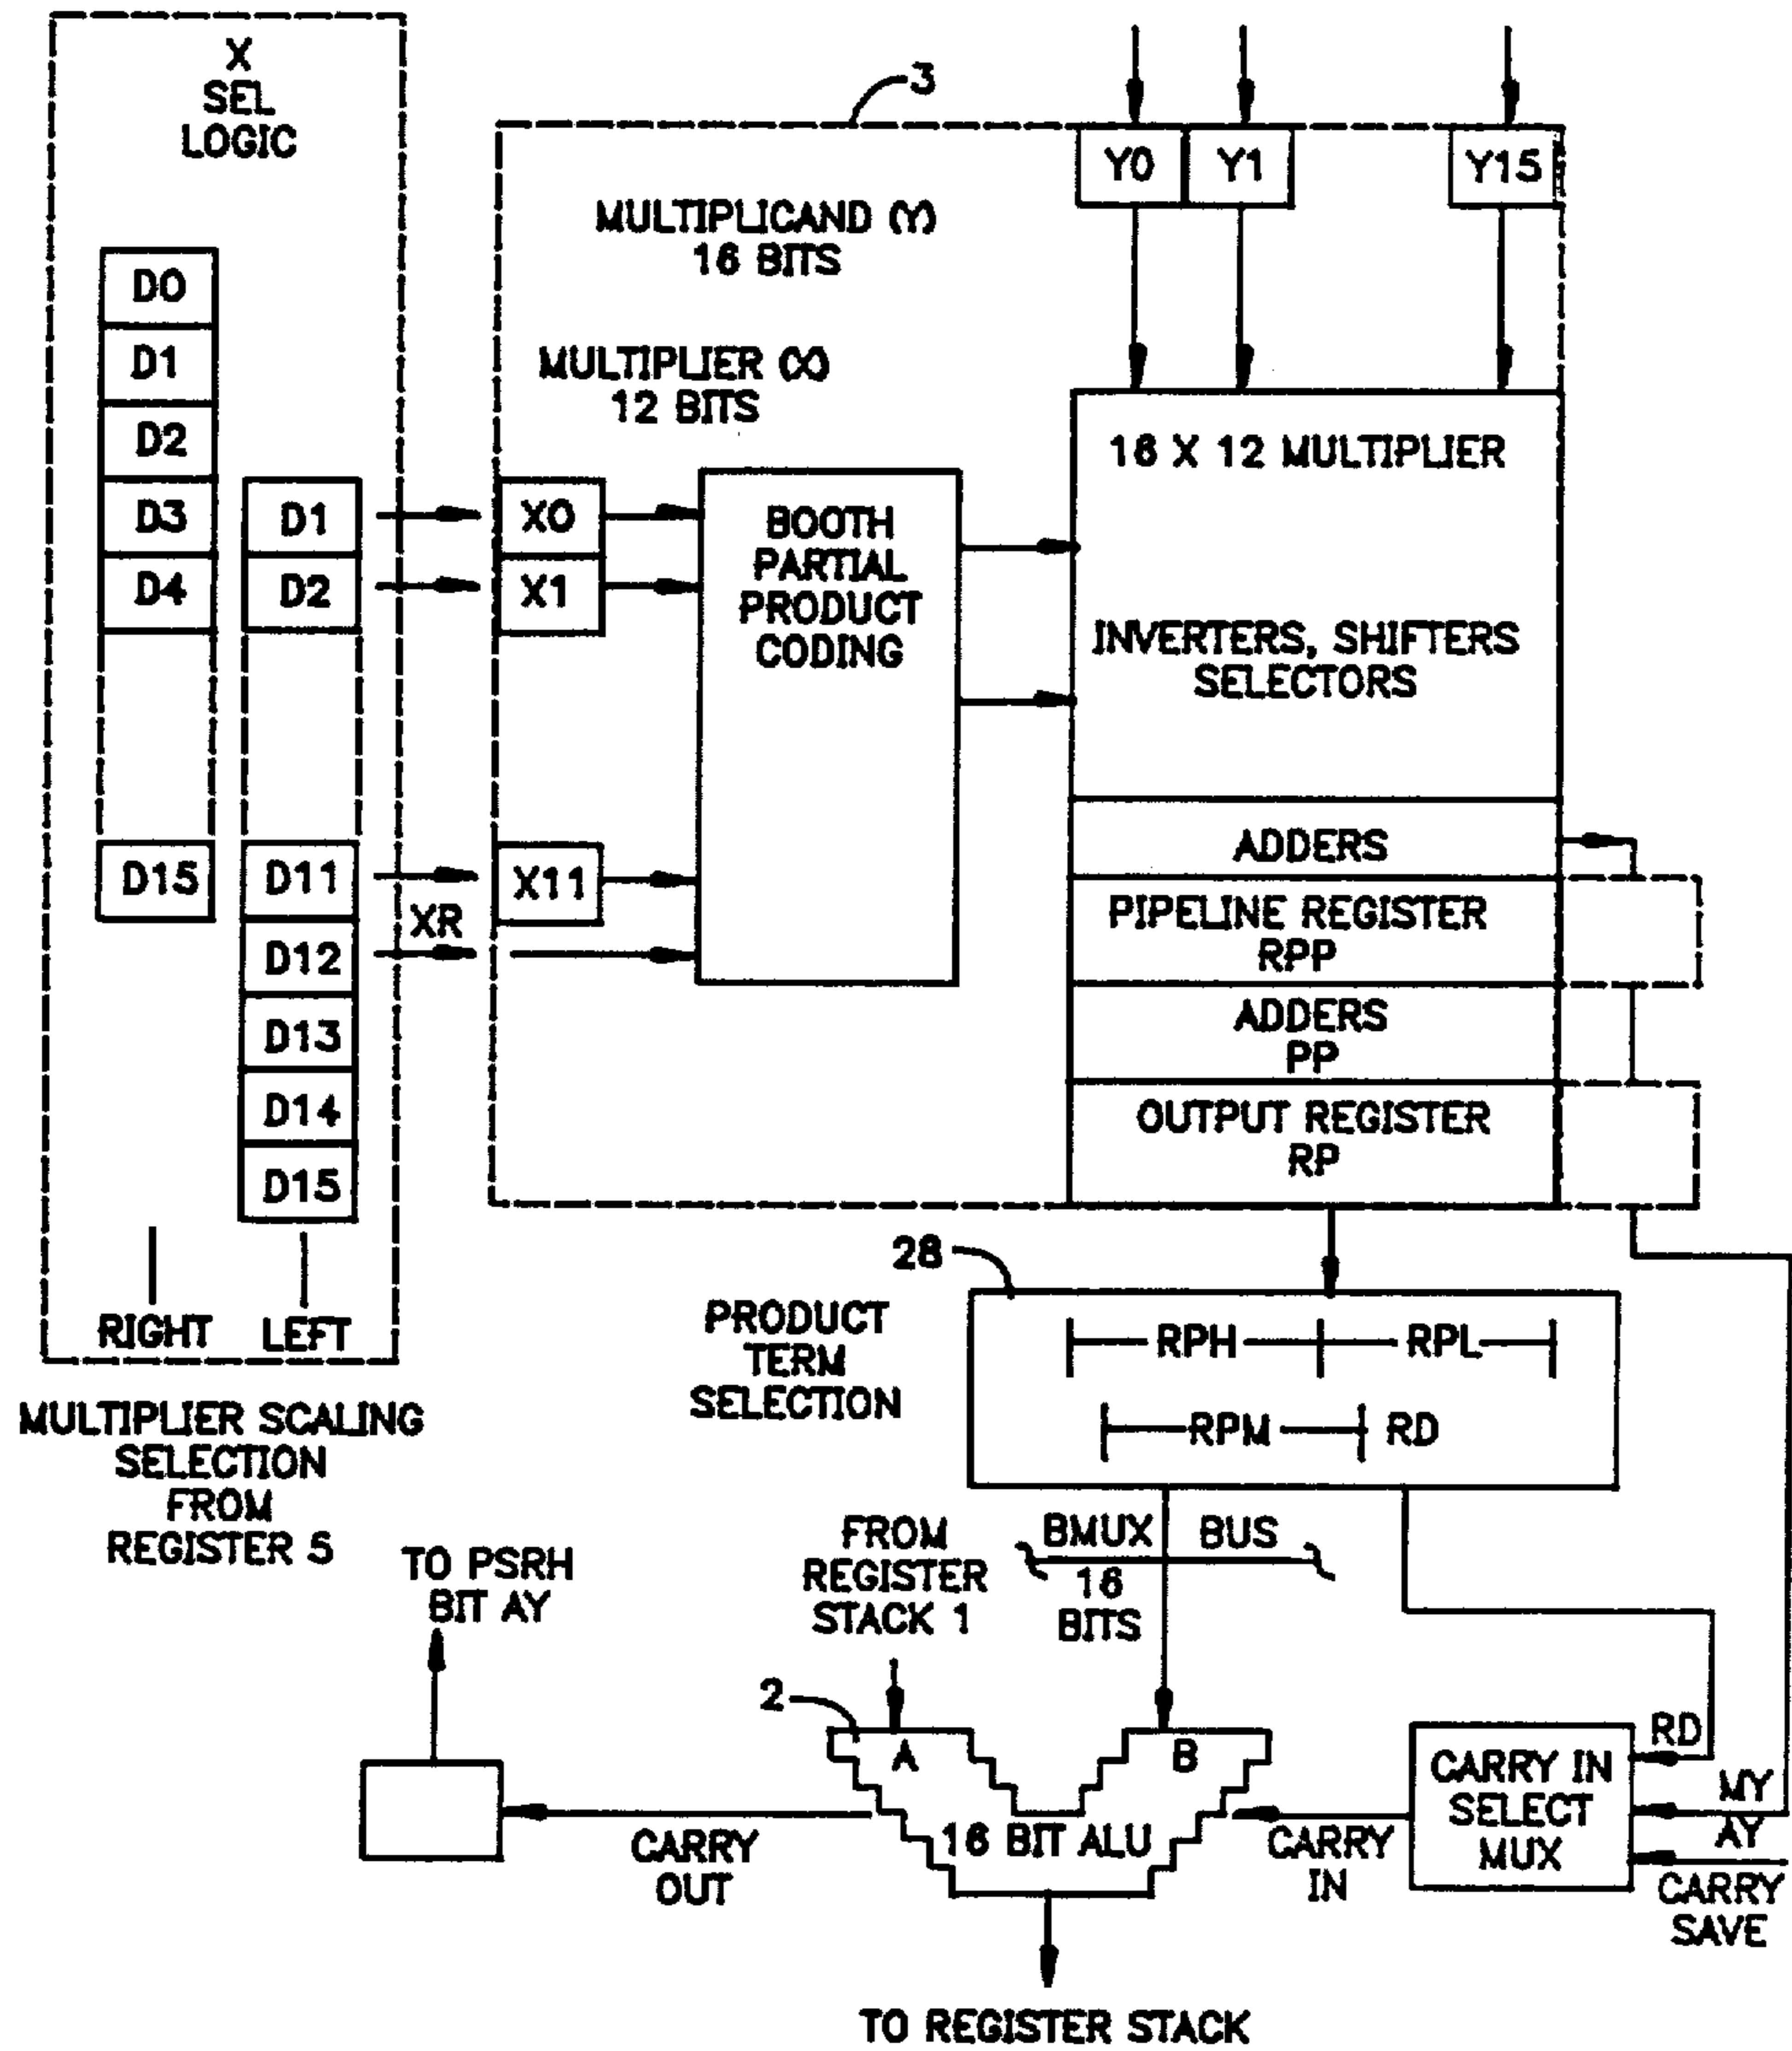 X
SEL
LOGIC
D0
D1
D2
D3
D4
D15
D1
D2
D11
D12
D13
D14
D15
XR
RIGHT
LEFT
MULTIPLIER SCALING
SELECTION
FROM
REGISTER 5
3
MULTIPLICAND (Y)
16 BITS
MULTIPLIER (X)
12 BITS
Y0
Y1
Y15
X0
X1
X11
BOOTH
PARTIAL
PRODUCT
CODING
16 X 12 MULTIPLIER
INVERTERS, SHIFTERS
SELECTORS
ADDERS
PIPELINE REGISTER
RPP
ADDERS
PP
OUTPUT REGISTER
RP
28
PRODUCT
TERM
SELECTION
RPH
RPL
RPM
RD
BMUX BUS
16
BITS
FROM
REGISTER
STACK 1
TO PSRH
BIT AY
2
A
B
16 BIT ALU
CARRY
OUT
CARRY
IN
CARRY IN
SELECT
MUX
RD
MY
AY
CARRY
SAVE
TO REGISTER STACK